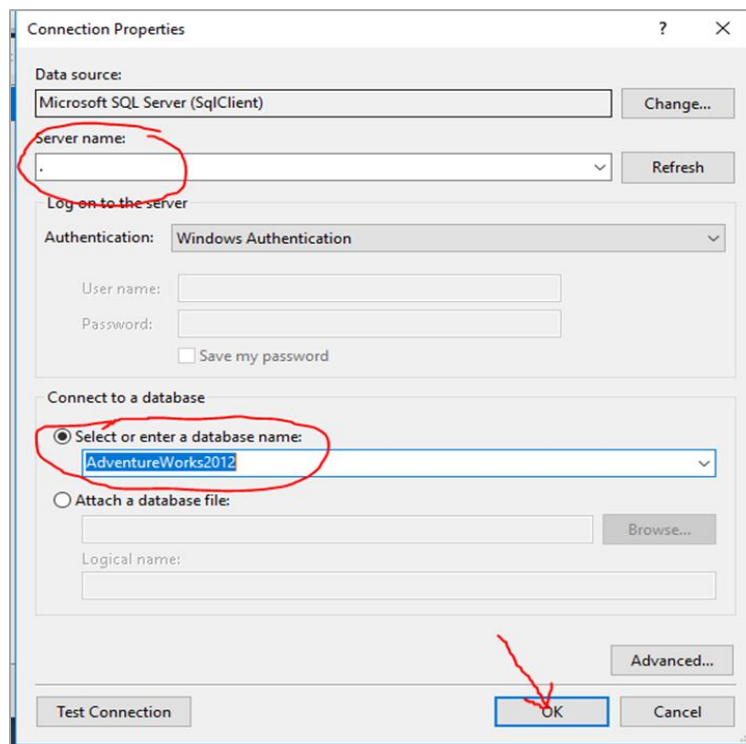 Connection Properties ? X
Data source:
Microsoft SQL Server (SqlClient) Change...
Server name:
. Refresh
Log on to the server
Authentication: Windows Authentication
User name:
Password:
Save my password
Connect to a database
Select or enter a database name:
AdventureWorks2012
Attach a database file:
Browse...
Logical name:
Advanced...
Test Connection OK Cancel